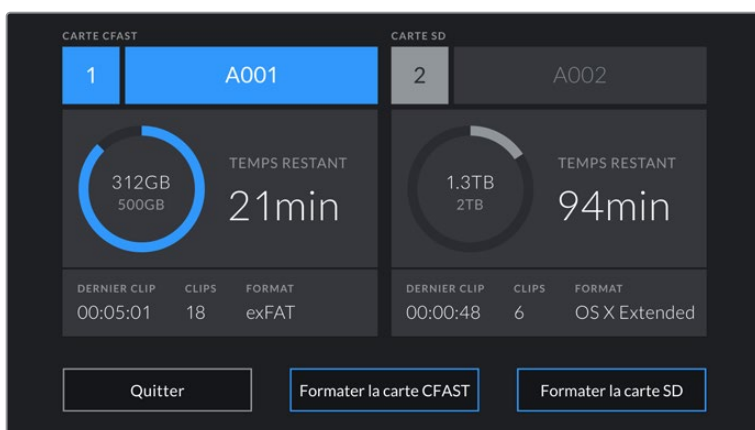 CARTE CFAST
1 A001
312GB
500GB
TEMPS RESTANT
21min
DERNIER CLIP CLIPS FORMAT
00:05:01 18 exFAT
CARTE SD
2 A002
1.3TB
2TB
TEMPS RESTANT
94min
DERNIER CLIP CLIPS FORMAT
00:00:48 6 OS X Extended
Quitter
Formater la carte CFAST
Formater la carte SD